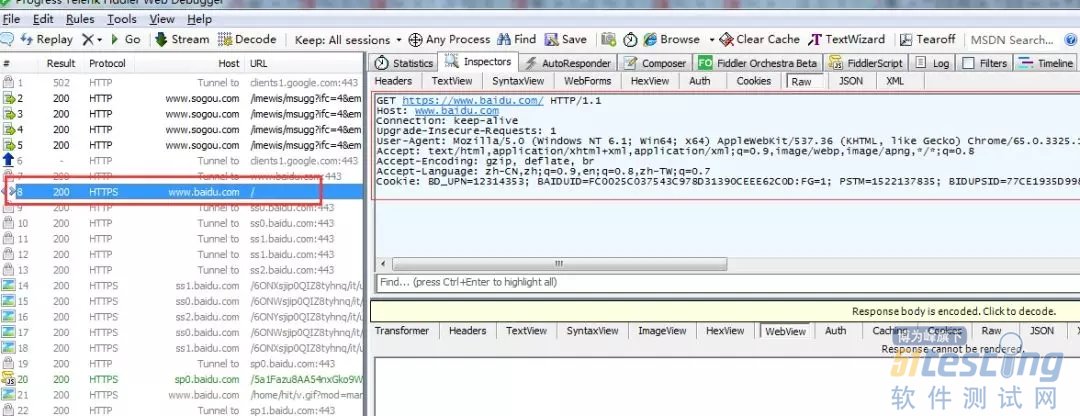 Progress Telerik Fiddler Web Debugger
File Edit Rules Tools View Help
Replay Go Stream Decode Keep: All sessions Any Process Find Save Browse Clear Cache TextWizard Tearoff MSDN Search...
# Result Protocol Host URL
1 502 HTTP Tunnel to clients1.google.com:443
2 200 HTTP www.sogou.com /lmewis/msugg?ifc=4&em
3 200 HTTP www.sogou.com /lmewis/msugg?ifc=4&em
4 200 HTTP www.sogou.com /lmewis/msugg?ifc=4&em
5 200 HTTP www.sogou.com /lmewis/msugg?ifc=4&em
6 - HTTP Tunnel to clients1.google.com:443
7 200 HTTP Tunnel to www.baidu.com:443
8 200 HTTPS www.baidu.com /
9 200 HTTP Tunnel to ss0.baidu.com:443
10 200 HTTP Tunnel to ss0.baidu.com:443
11 200 HTTP Tunnel to ss1.baidu.com:443
12 200 HTTP Tunnel to ss1.baidu.com:443
13 200 HTTP Tunnel to ss2.baidu.com:443
14 200 HTTPS ss1.baidu.com
15 200 HTTPS ss0.baidu.com
16 200 HTTPS ss2.baidu.com
17 200 HTTPS ss0.baidu.com
18 200 HTTPS ss1.baidu.com
19 200 HTTP Tunnel to sp0.baidu.com:443
20 200 HTTPS sp0.baidu.com /5a1Fazu8AA54nxGko9W
21 200 HTTPS www.baidu.com /home/hit/v.gif?mod=mar
22 200 HTTP Tunnel to sp1.baidu.com:443
Statistics Inspectors AutoResponder Composer FO Fiddler Orchestra Beta FiddlerScript Log Filters Timeline
Headers TextView SyntaxView WebForms HexView Auth Cookies Raw JSON XML
GET https://www.baidu.com/ HTTP/1.1
Host: www.baidu.com
Connection: keep-alive
Upgrade-Insecure-Requests: 1
User-Agent: Mozilla/5.0 (Windows NT 6.1; Win64; x64) AppleWebKit/537.36 (KHTML, like Gecko) Chrome/65.0.3325.1
Accept: text/html,application/xhtml+xml,application/xml;q=0.9,image/webp,image/apng,*/*;q=0.8
Accept-Encoding: gzip, deflate, br
Accept-Language: zh-CN,zh;q=0.9,en;q=0.8,zh-TW;q=0.7
Cookie: BD_UPN=12314353; BAIDUID=FC0025C037543C978D31390CEEE62C0D:FG=1; PSTM=1522137835; BIDUPSID=77CE1935D998
Find... (press Ctrl+Enter to highlight all)
Response body is encoded. Click to decode.
Transformer Headers TextView SyntaxView ImageView HexView WebView Auth Caching Cookies Raw JSON XML
Response cannot be rendered.
博为峰旗下
51testing
软件测试网